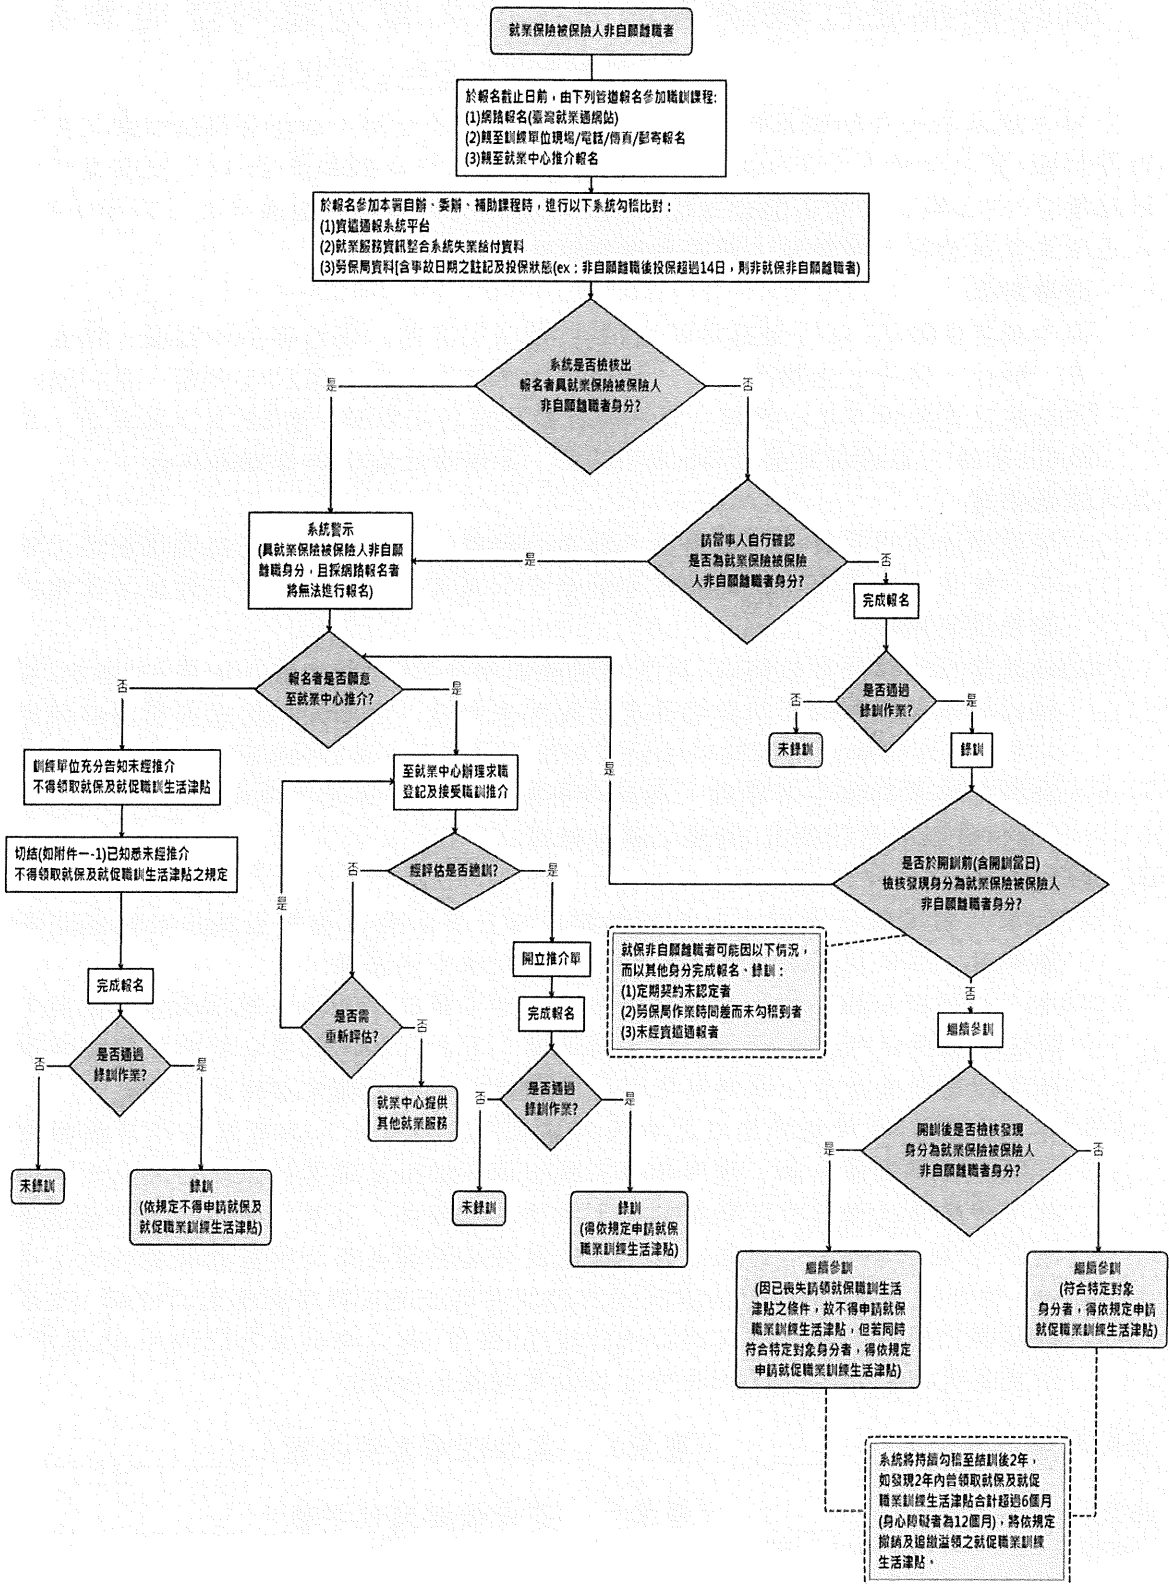 就業保險被保險人非自願離職者
於報名截止日前，由下列管道報名參加職訓課程:
(1)網路報名(臺灣就業通網站)
(2)親至訓練單位現場/電話/傳真/郵寄報名
(3)親至就業中心推介報名
於報名參加本署自辦、委辦、補助課程時，進行以下系統勾稽比對：
(1)資遣通報系統平台
(2)就業服務資訊整合系統失業給付資料
(3)勞保局資料[含事故日期之註記及投保狀態(ex：非自願離職後投保超過14日，則非就保非自願離職者)
系統是否檢核出
報名者具就業保險被保險人
非自願離職者身分?
是
否
系統警示
(具就業保險被保險人非自願
離職身分，且採網路報名者
將無法進行報名)
是
請當事人自行確認
是否為就業保險被保險
人非自願離職者身分?
否
完成報名
報名者是否願意
至就業中心推介?
否
是
是否通過
錄訓作業?
否
是
未錄訓
錄訓
訓練單位充分告知未經推介
不得領取就保及就促職訓生活津貼
至就業中心辦理求職
登記及接受職訓推介
是
切結(如附件一-1)已知悉未經推介
不得領取就保及就促職訓生活津貼之規定
經評估是否適訓?
否
是
是
是否於開訓前(含開訓當日)
檢核發現身分為就業保險被保險人
非自願離職者身分?
就保非自願離職者可能因以下情況，
而以其他身分完成報名、錄訓：
(1)定期契約未認定者
(2)勞保局作業時間差而未勾稽到者
(3)未經資遣通報者
開立推介單
完成報名
完成報名
是否需
重新評估?
否
否
繼續參訓
是否通過
錄訓作業?
否
是
就業中心提供
其他就業服務
是否通過
錄訓作業?
否
是
開訓後是否檢核發現
身分為就業保險被保險人
非自願離職者身分?
是
否
未錄訓
錄訓
(依規定不得申請就保及
就促職業訓練生活津貼)
未錄訓
錄訓
(得依規定申請就保
職業訓練生活津貼)
繼續參訓
(因已喪失請領就保職訓生活
津貼之條件，故不得申請就保
職業訓練生活津貼，但若同時
符合特定對象身分者，得依規定
申請就促職業訓練生活津貼)
繼續參訓
(符合特定對象
身分者，得依規定申請
就促職業訓練生活津貼)
系統將持續勾稽至結訓後2年，
如發現2年內曾領取就保及就促
職業訓練生活津貼合計超過6個月
(身心障礙者為12個月)，將依規定
撤銷及追繳溢領之就促職業訓練
生活津貼。